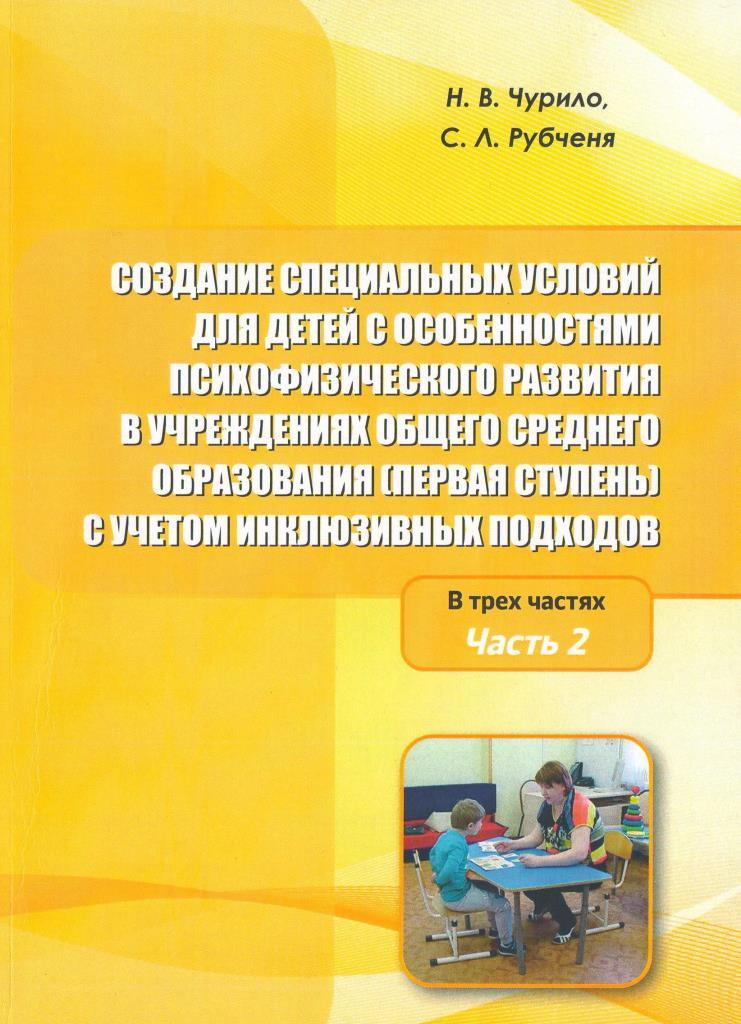 Н. В. Чурило,
С. Л. Рубченя
СОЗДАНИЕ СПЕЦИАЛЬНЫХ УСЛОВИЙ
ДЛЯ ДЕТЕЙ С ОСОБЕННОСТЯМИ
ПСИХОФИЗИЧЕСКОГО РАЗВИТИЯ
В УЧРЕЖДЕНИЯХ ОБЩЕГО СРЕДНЕГО
ОБРАЗОВАНИЯ (ПЕРВАЯ СТУПЕНЬ)
С УЧЕТОМ ИНКЛЮЗИВНЫХ ПОДХОДОВ
В трех частях
Часть 2